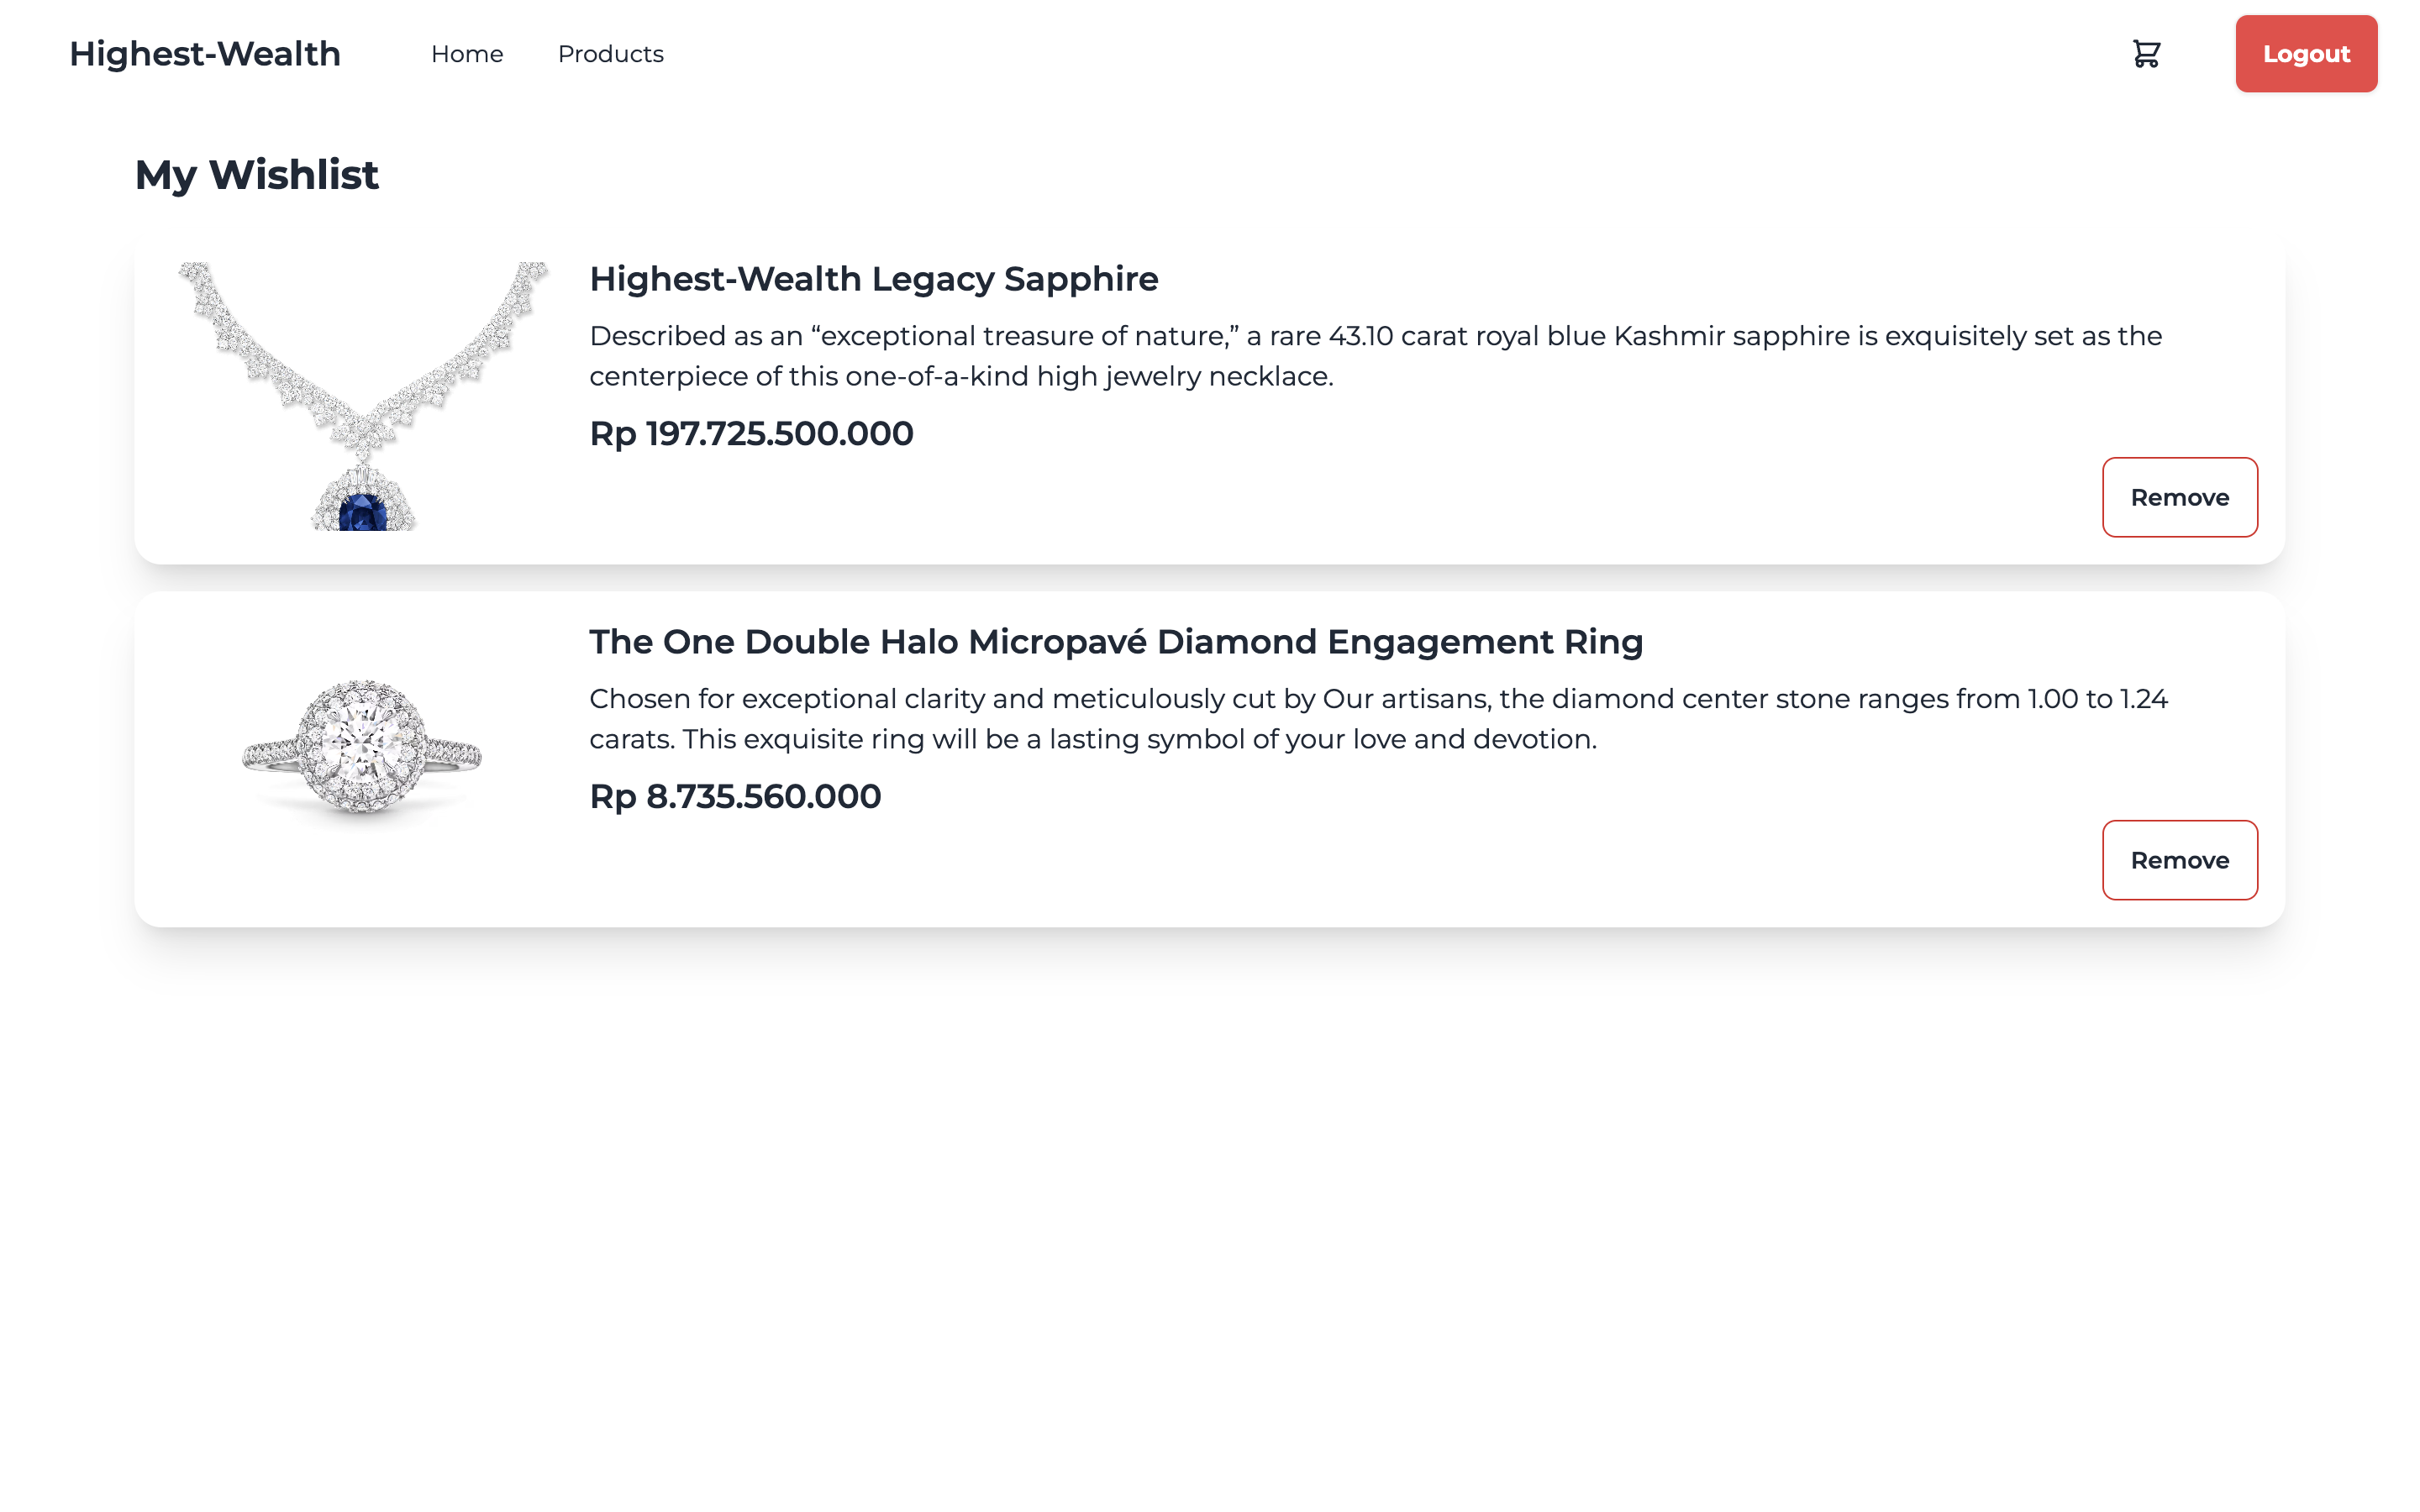 Highest-Wealth Home Products Logout
My Wishlist
Highest-Wealth Legacy Sapphire
Described as an “exceptional treasure of nature,” a rare 43.10 carat royal blue Kashmir sapphire is exquisitely set as the
centerpiece of this one-of-a-kind high jewelry necklace.
Rp 197.725.500.000
Remove
The One Double Halo Micropavé Diamond Engagement Ring
Chosen for exceptional clarity and meticulously cut by Our artisans, the diamond center stone ranges from 1.00 to 1.24
carats. This exquisite ring will be a lasting symbol of your love and devotion.
Rp 8.735.560.000
Remove